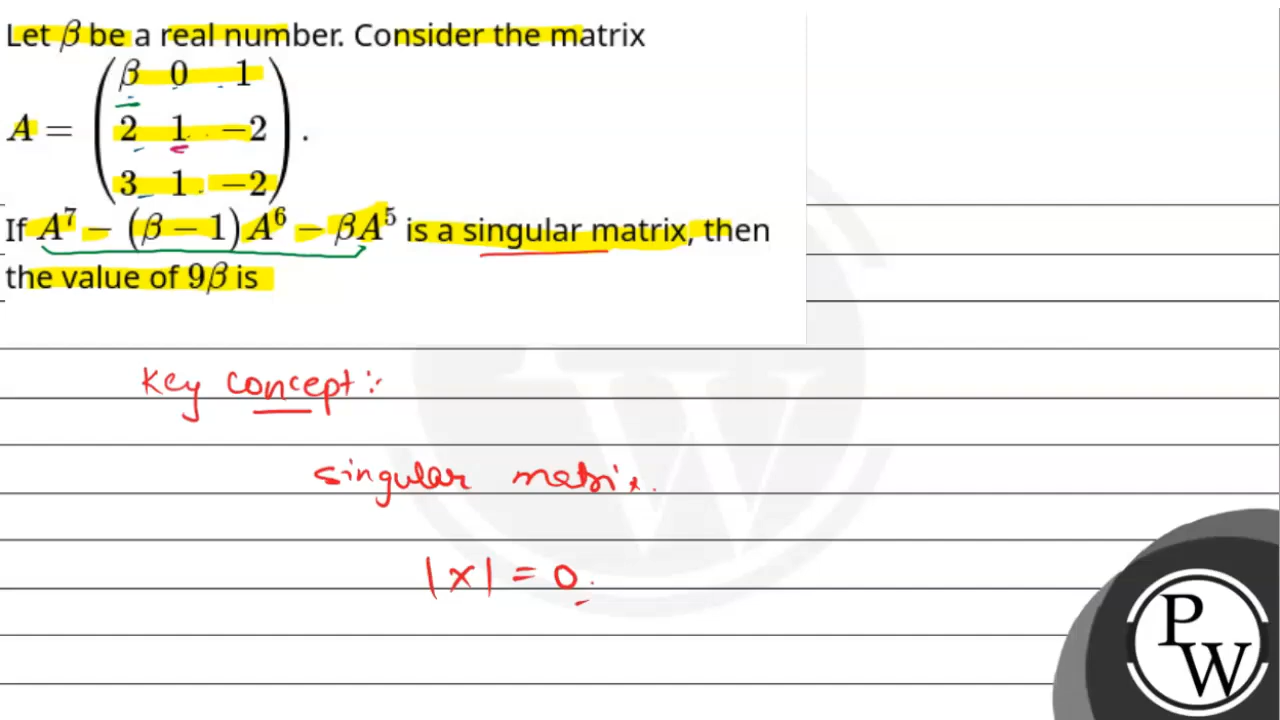 Let β be a real number. Consider the matrix
A = ( β 0 1
2 1 −2
3 1 −2 ) .
If A⁷ − (β − 1) A⁶ − βA⁵ is a singular matrix, then
the value of 9β is
Key concept :-
Singular matrix.
|x| = 0.
P
W